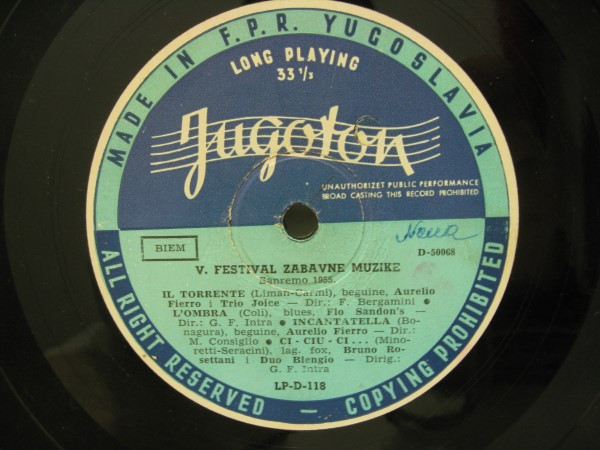 MADE IN F.P.R. YUGOSLAVIA
LONG PLAYING
33 1/3
Jugoton
UNAUTHORIZET PUBLIC PERFORMANCE
BROAD CASTING THIS RECORD PROHIBITED
BIEM
D-50068
V. FESTIVAL ZABAVNE MUZIKE
Sanremo 1955.
IL TORRENTE (Liman-Carmi), beguine, Aurelio
Fierro i Trio Joice — Dir.: F. Bergamini ●
L'OMBRA (Coli), blues, Flo Sandon's —
Dir.: G. F. Intra ● INCANTATELLA (Bo-
nagura), beguine, Aurelio Fierro — Dir.:
M. Consiglio ● CI - CIU - CI... (Mino-
retti-Seracini), lag. fox, Bruno Ro-
settani i Duo Blengio — Dirig.:
G. F. Intra
LP-D-118
ALL RIGHT RESERVED — COPYING PROHIBITED